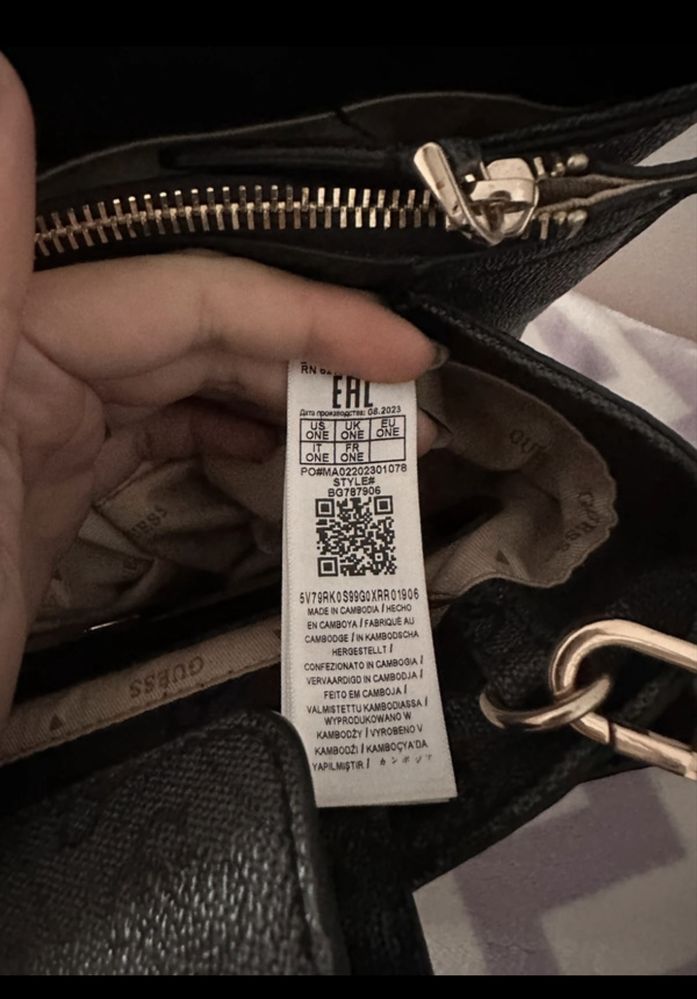 RN
EAC
Дата производства: 08.2023
US ONE UK ONE EU ONE
IT ONE FR ONE
PO#MA02202301078
STYLE#
BG787906
5V79RK0S99G0XRR01906
MADE IN CAMBODIA / HECHO
EN CAMBOYA / FABRIQUÉ AU
CAMBODGE / IN KAMBODSCHA
HERGESTELLT /
CONFEZIONATO IN CAMBOGIA /
VERVAARDIGD IN CAMBODJA /
FEITO EM CAMBOJA /
VALMISTETTU KAMBODIASSA /
WYPRODUKOWANO W
KAMBODŻY / VYROBENO V
KAMBODŽI / KAMBOÇYA'DA
YAPILMIŞTIR / カンボジア
GUESS
GUESS
GUESS